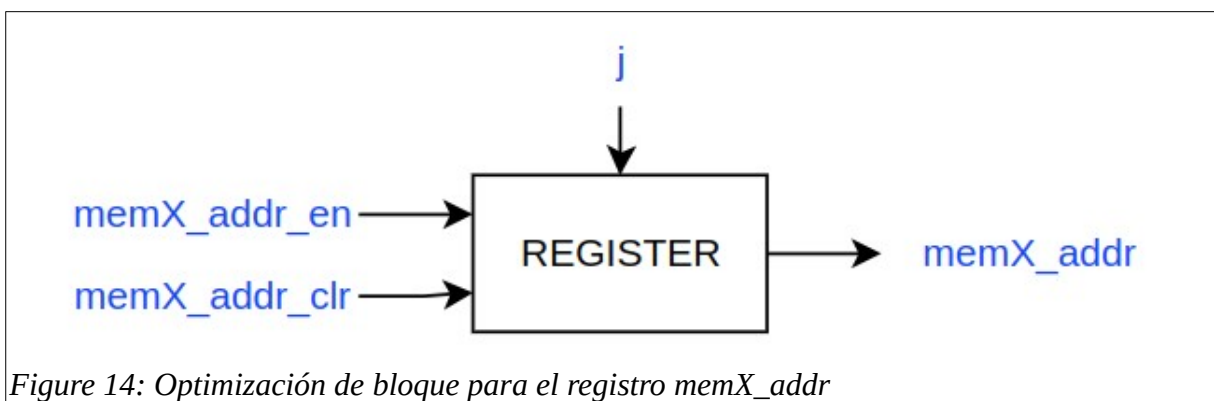 j
memX_addr_en
REGISTER
memX_addr
memX_addr_clr
Figure 14: Optimización de bloque para el registro memX_addr